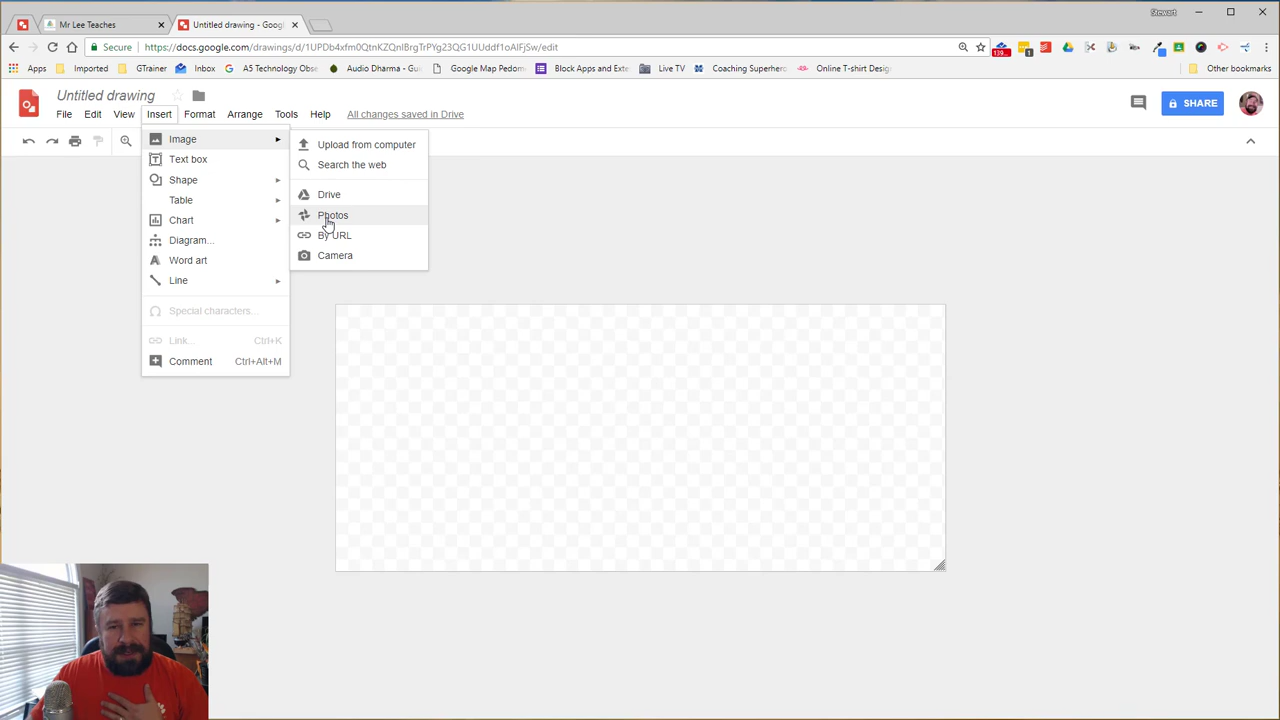 Mr Lee Teaches
Untitled drawing - Goog
Stewart
Secure
https://docs.google.com/drawings/d/1UPDb4xfm0QtnKZQnIBrgTrPYg23QG1UUddf1oAlFjSw/edit
139
1
Apps
Imported
GTrainer
Inbox
A5 Technology Obse
Audio Dharma - Gu
Google Map Pedom
Block Apps and Exte
Live TV
Coaching Superhero
Online T-shirt Desig
Other bookmarks
Untitled drawing
File Edit View Insert Format Arrange Tools Help All changes saved in Drive
SHARE
Image
Text box
Shape
Table
Chart
Diagram...
Word art
Line
Special characters...
Link... Ctrl+K
Comment Ctrl+Alt+M
Upload from computer
Search the web
Drive
Photos
By URL
Camera